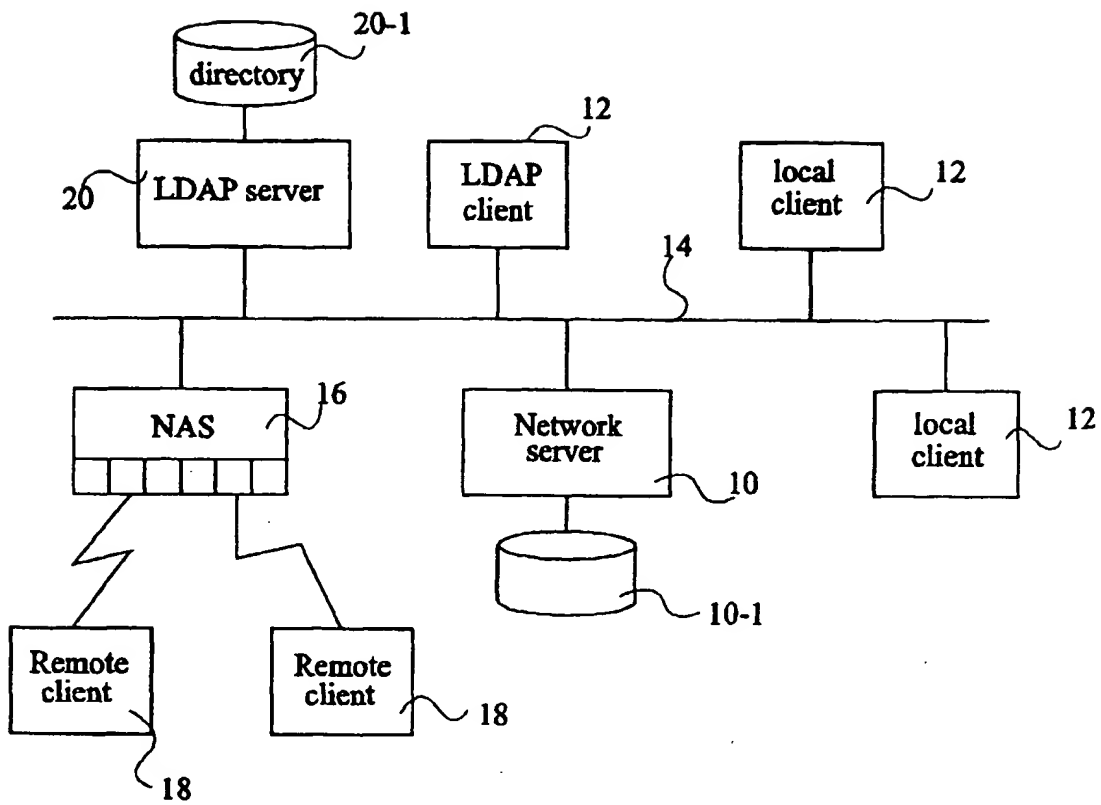 20-1
directory
12
LDAP server
20
LDAP
client
local
client
12
14
NAS
16
Network
server
10
local
client
12
10-1
Remote
client
18
Remote
client
18